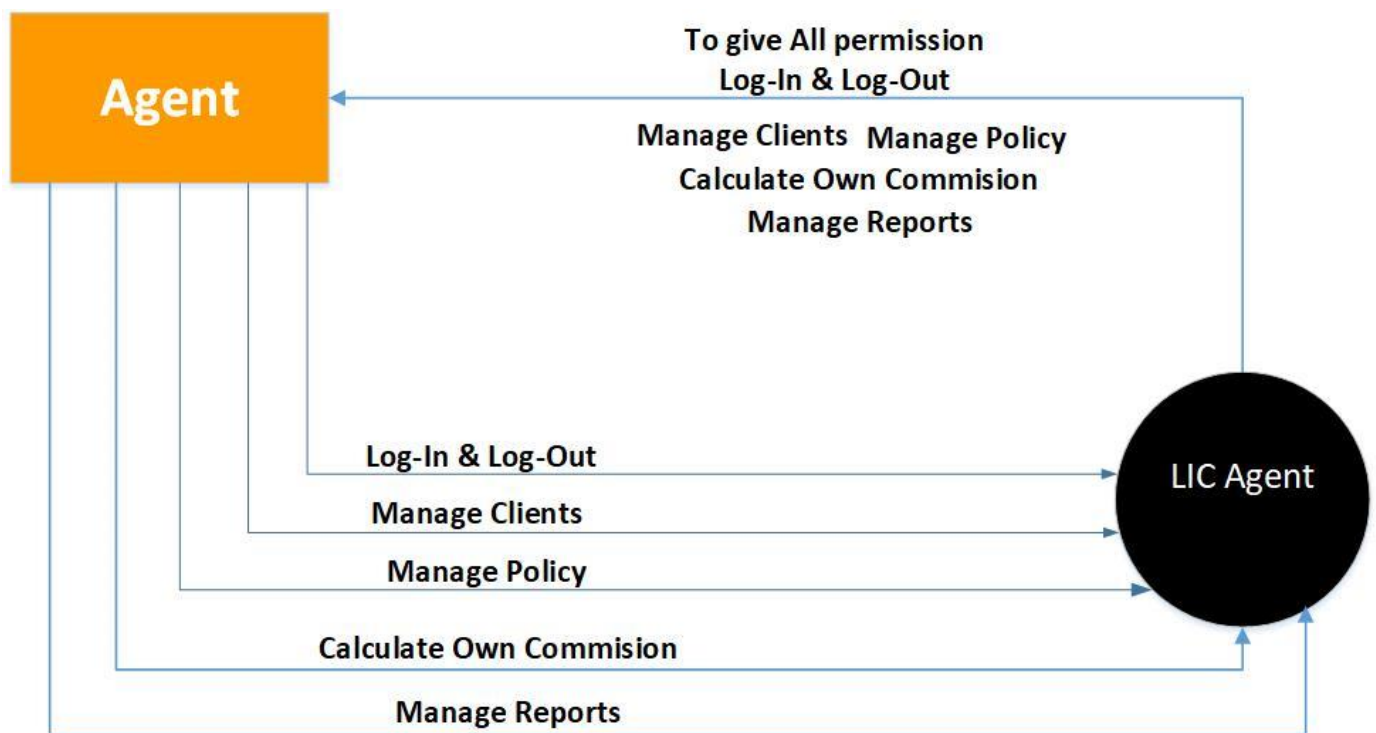 Agent
To give All permission
Log-In & Log-Out
Manage Clients Manage Policy
Calculate Own Commision
Manage Reports
Log-In & Log-Out
LIC Agent
Manage Clients
Manage Policy
Calculate Own Commision
Manage Reports